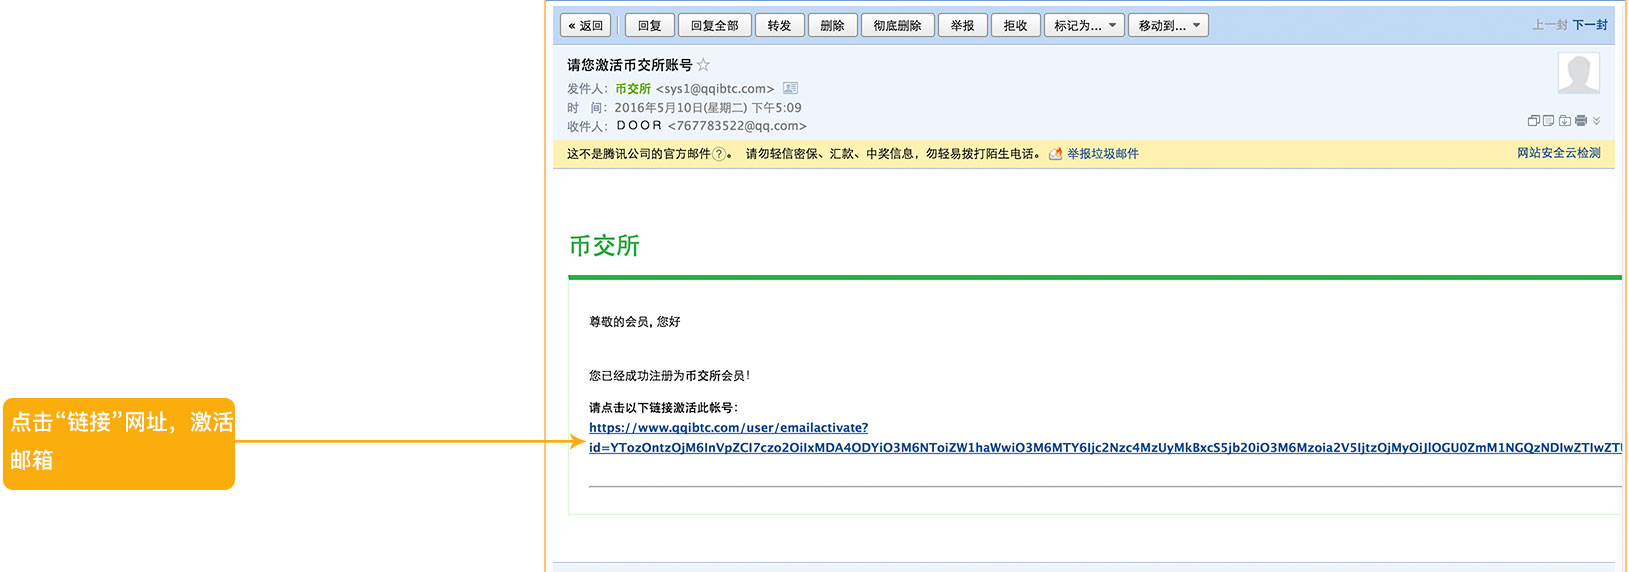 « 返回 回复 回复全部 转发 删除 彻底删除 举报 拒收 标记为... 移动到... 上一封 下一封
请您激活币交所账号
发件人: 币交所 <sys1@qqibtc.com>
时 间: 2016年5月10日(星期二) 下午5:09
收件人: DOOR <767783522@qq.com>
这不是腾讯公司的官方邮件?。 请勿轻信密保、汇款、中奖信息，勿轻易拨打陌生电话。 举报垃圾邮件 网站安全云检测
币交所
尊敬的会员, 您好
您已经成功注册为币交所会员!
请点击以下链接激活此帐号:
https://www.qqibtc.com/user/emailactivate?
id=YTozOntzOjM6InVpZCI7czo2OiIxMDA4ODYiO3M6NToiZW1haWwiO3M6MTY6Ijc2Nzc4MzUyMkBxcS5jb20iO3M6Mzoia2V5IjtzOjMyOiJlOGU0ZmM1NGQzNDIwZTIwZTU
点击“链接”网址，激活
邮箱